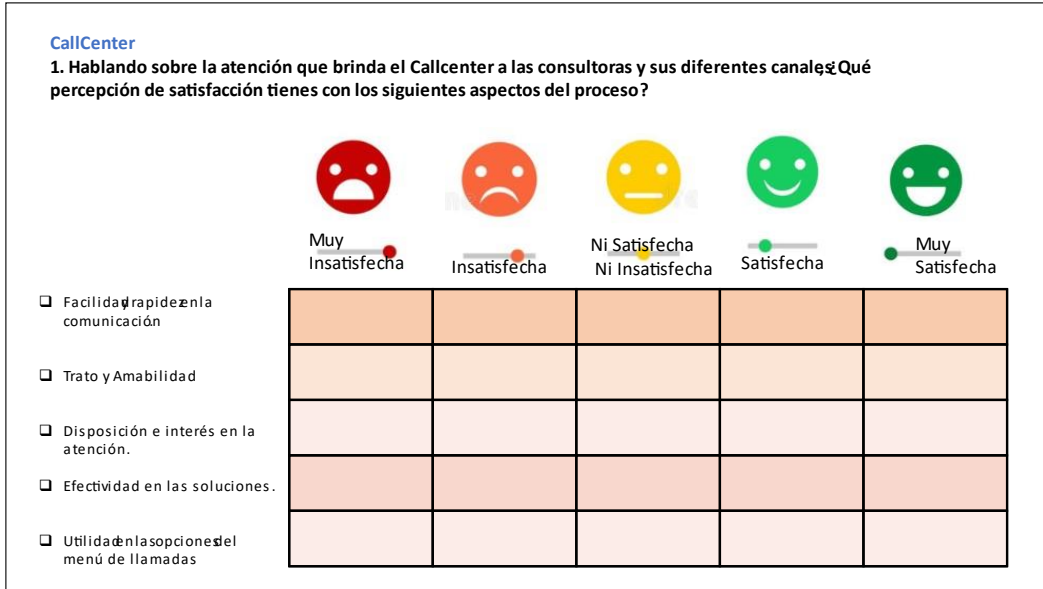 CallCenter
1. Hablando sobre la atención que brinda el Callcenter a las consultoras y sus diferentes canales, ¿Qué
percepción de satisfacción tienes con los siguientes aspectos del proceso?
Muy
Insatisfecha
Insatisfecha
Ni Satisfecha
Ni Insatisfecha
Satisfecha
Muy
Satisfecha
Facilidad y rapidez en la
comunicación
Trato y Amabilidad
Disposición e interés en la
atención.
Efectividad en las soluciones.
Utilidad en las opciones del
menú de llamadas